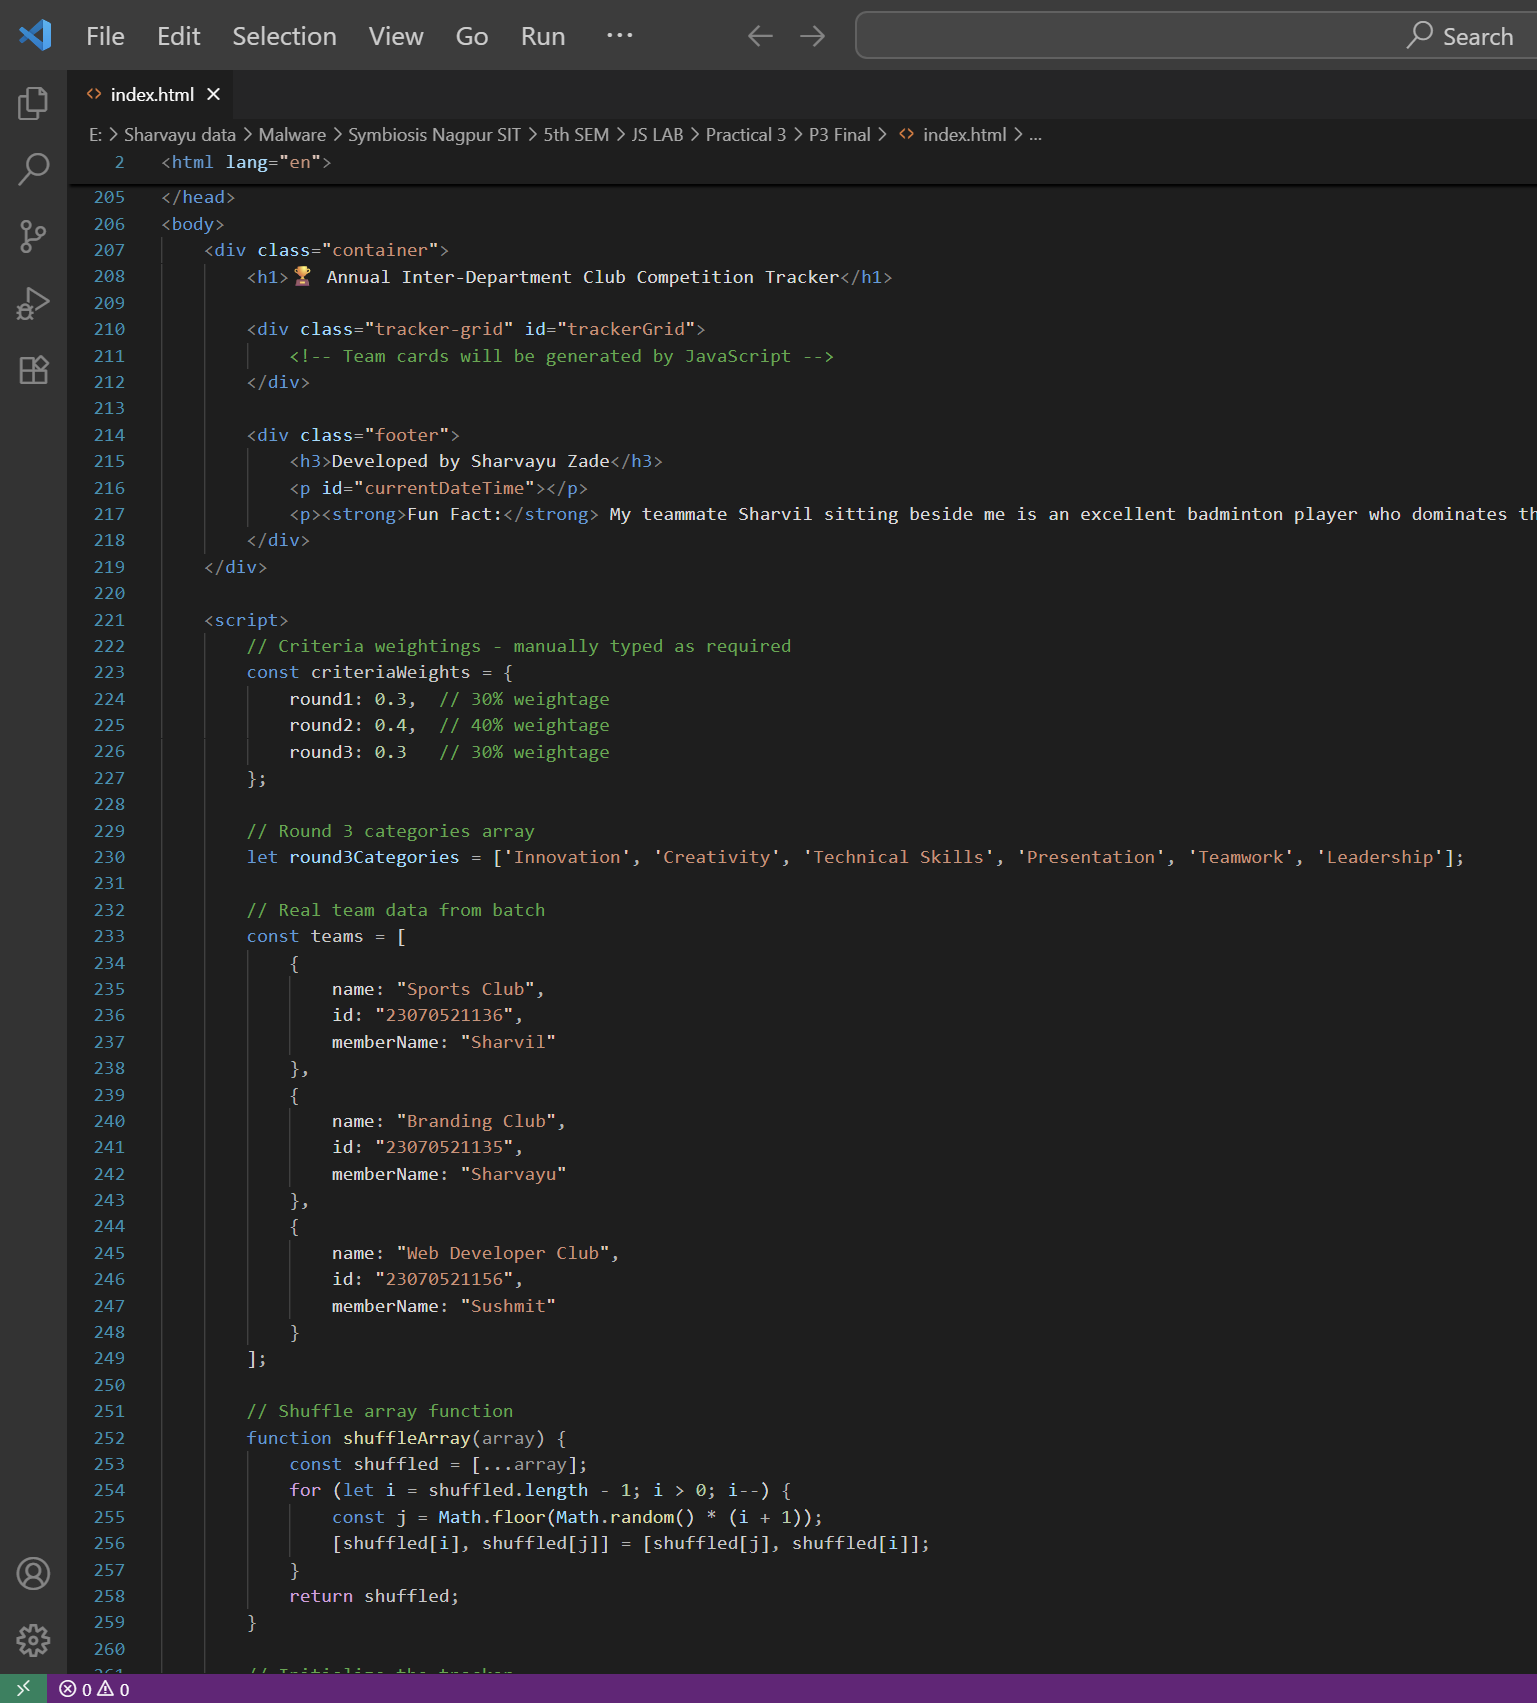 File Edit Selection View Go Run ··· Search
index.html
E: > Sharvayu data > Malware > Symbiosis Nagpur SIT > 5th SEM > JS LAB > Practical 3 > P3 Final > index.html > ...
2 <html lang="en">
205 </head>
206 <body>
207 <div class="container">
208 <h1>🏆 Annual Inter-Department Club Competition Tracker</h1>
209
210 <div class="tracker-grid" id="trackerGrid">
211 <!-- Team cards will be generated by JavaScript -->
212 </div>
213
214 <div class="footer">
215 <h3>Developed by Sharvayu Zade</h3>
216 <p id="currentDateTime"></p>
217 <p><strong>Fun Fact:</strong> My teammate Sharvil sitting beside me is an excellent badminton player who dominates th
218 </div>
219 </div>
220
221 <script>
222 // Criteria weightings - manually typed as required
223 const criteriaWeights = {
224 round1: 0.3, // 30% weightage
225 round2: 0.4, // 40% weightage
226 round3: 0.3 // 30% weightage
227 };
228
229 // Round 3 categories array
230 let round3Categories = ['Innovation', 'Creativity', 'Technical Skills', 'Presentation', 'Teamwork', 'Leadership'];
231
232 // Real team data from batch
233 const teams = [
234 {
235 name: "Sports Club",
236 id: "23070521136",
237 memberName: "Sharvil"
238 },
239 {
240 name: "Branding Club",
241 id: "23070521135",
242 memberName: "Sharvayu"
243 },
244 {
245 name: "Web Developer Club",
246 id: "23070521156",
247 memberName: "Sushmit"
248 }
249 ];
250
251 // Shuffle array function
252 function shuffleArray(array) {
253 const shuffled = [...array];
254 for (let i = shuffled.length - 1; i > 0; i--) {
255 const j = Math.floor(Math.random() * (i + 1));
256 [shuffled[i], shuffled[j]] = [shuffled[j], shuffled[i]];
257 }
258 return shuffled;
259 }
260
261 // Initialize the tracker
0 0